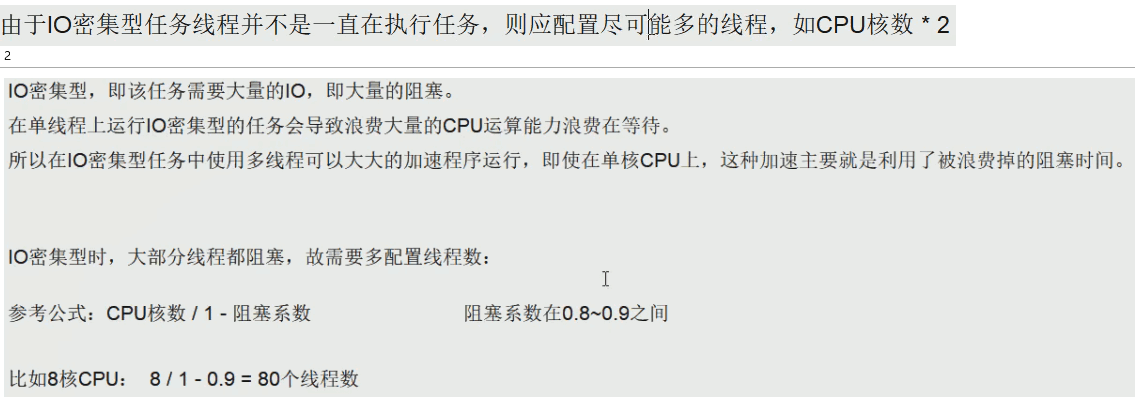 由于IO密集型任务线程并不是一直在执行任务，则应配置尽可能多的线程，如CPU核数 * 2
2
IO密集型，即该任务需要大量的IO，即大量的阻塞。
在单线程上运行IO密集型的任务会导致浪费大量的CPU运算能力浪费在等待。
所以在IO密集型任务中使用多线程可以大大的加速程序运行，即使在单核CPU上，这种加速主要就是利用了被浪费掉的阻塞时间。
IO密集型时，大部分线程都阻塞，故需要多配置线程数：
参考公式：CPU核数 / 1 - 阻塞系数 阻塞系数在0.8~0.9之间
比如8核CPU： 8 / 1 - 0.9 = 80个线程数